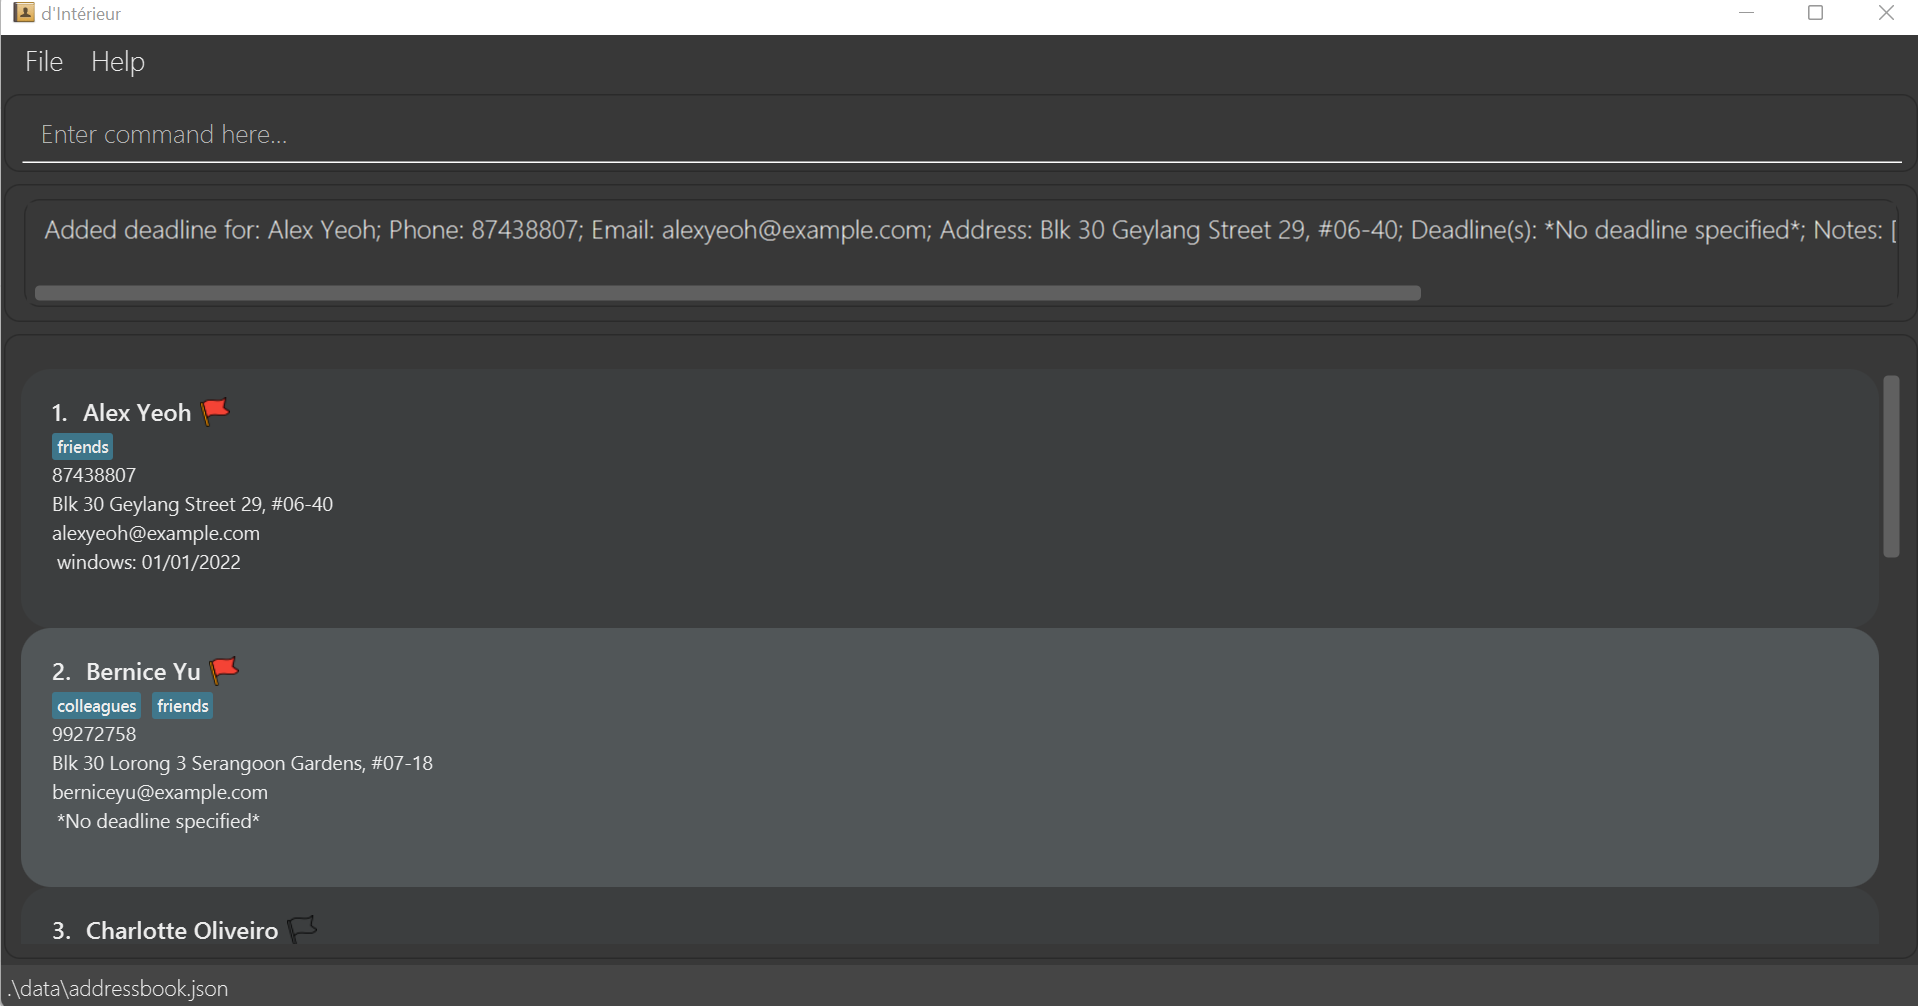 d'Intérieur
File Help
Enter command here...
Added deadline for: Alex Yeoh; Phone: 87438807; Email: alexyeoh@example.com; Address: Blk 30 Geylang Street 29, #06-40; Deadline(s): *No deadline specified*; Notes: [
1. Alex Yeoh
friends
87438807
Blk 30 Geylang Street 29, #06-40
alexyeoh@example.com
windows: 01/01/2022
2. Bernice Yu
colleagues friends
99272758
Blk 30 Lorong 3 Serangoon Gardens, #07-18
berniceyu@example.com
*No deadline specified*
3. Charlotte Oliveiro
.\data\addressbook.json